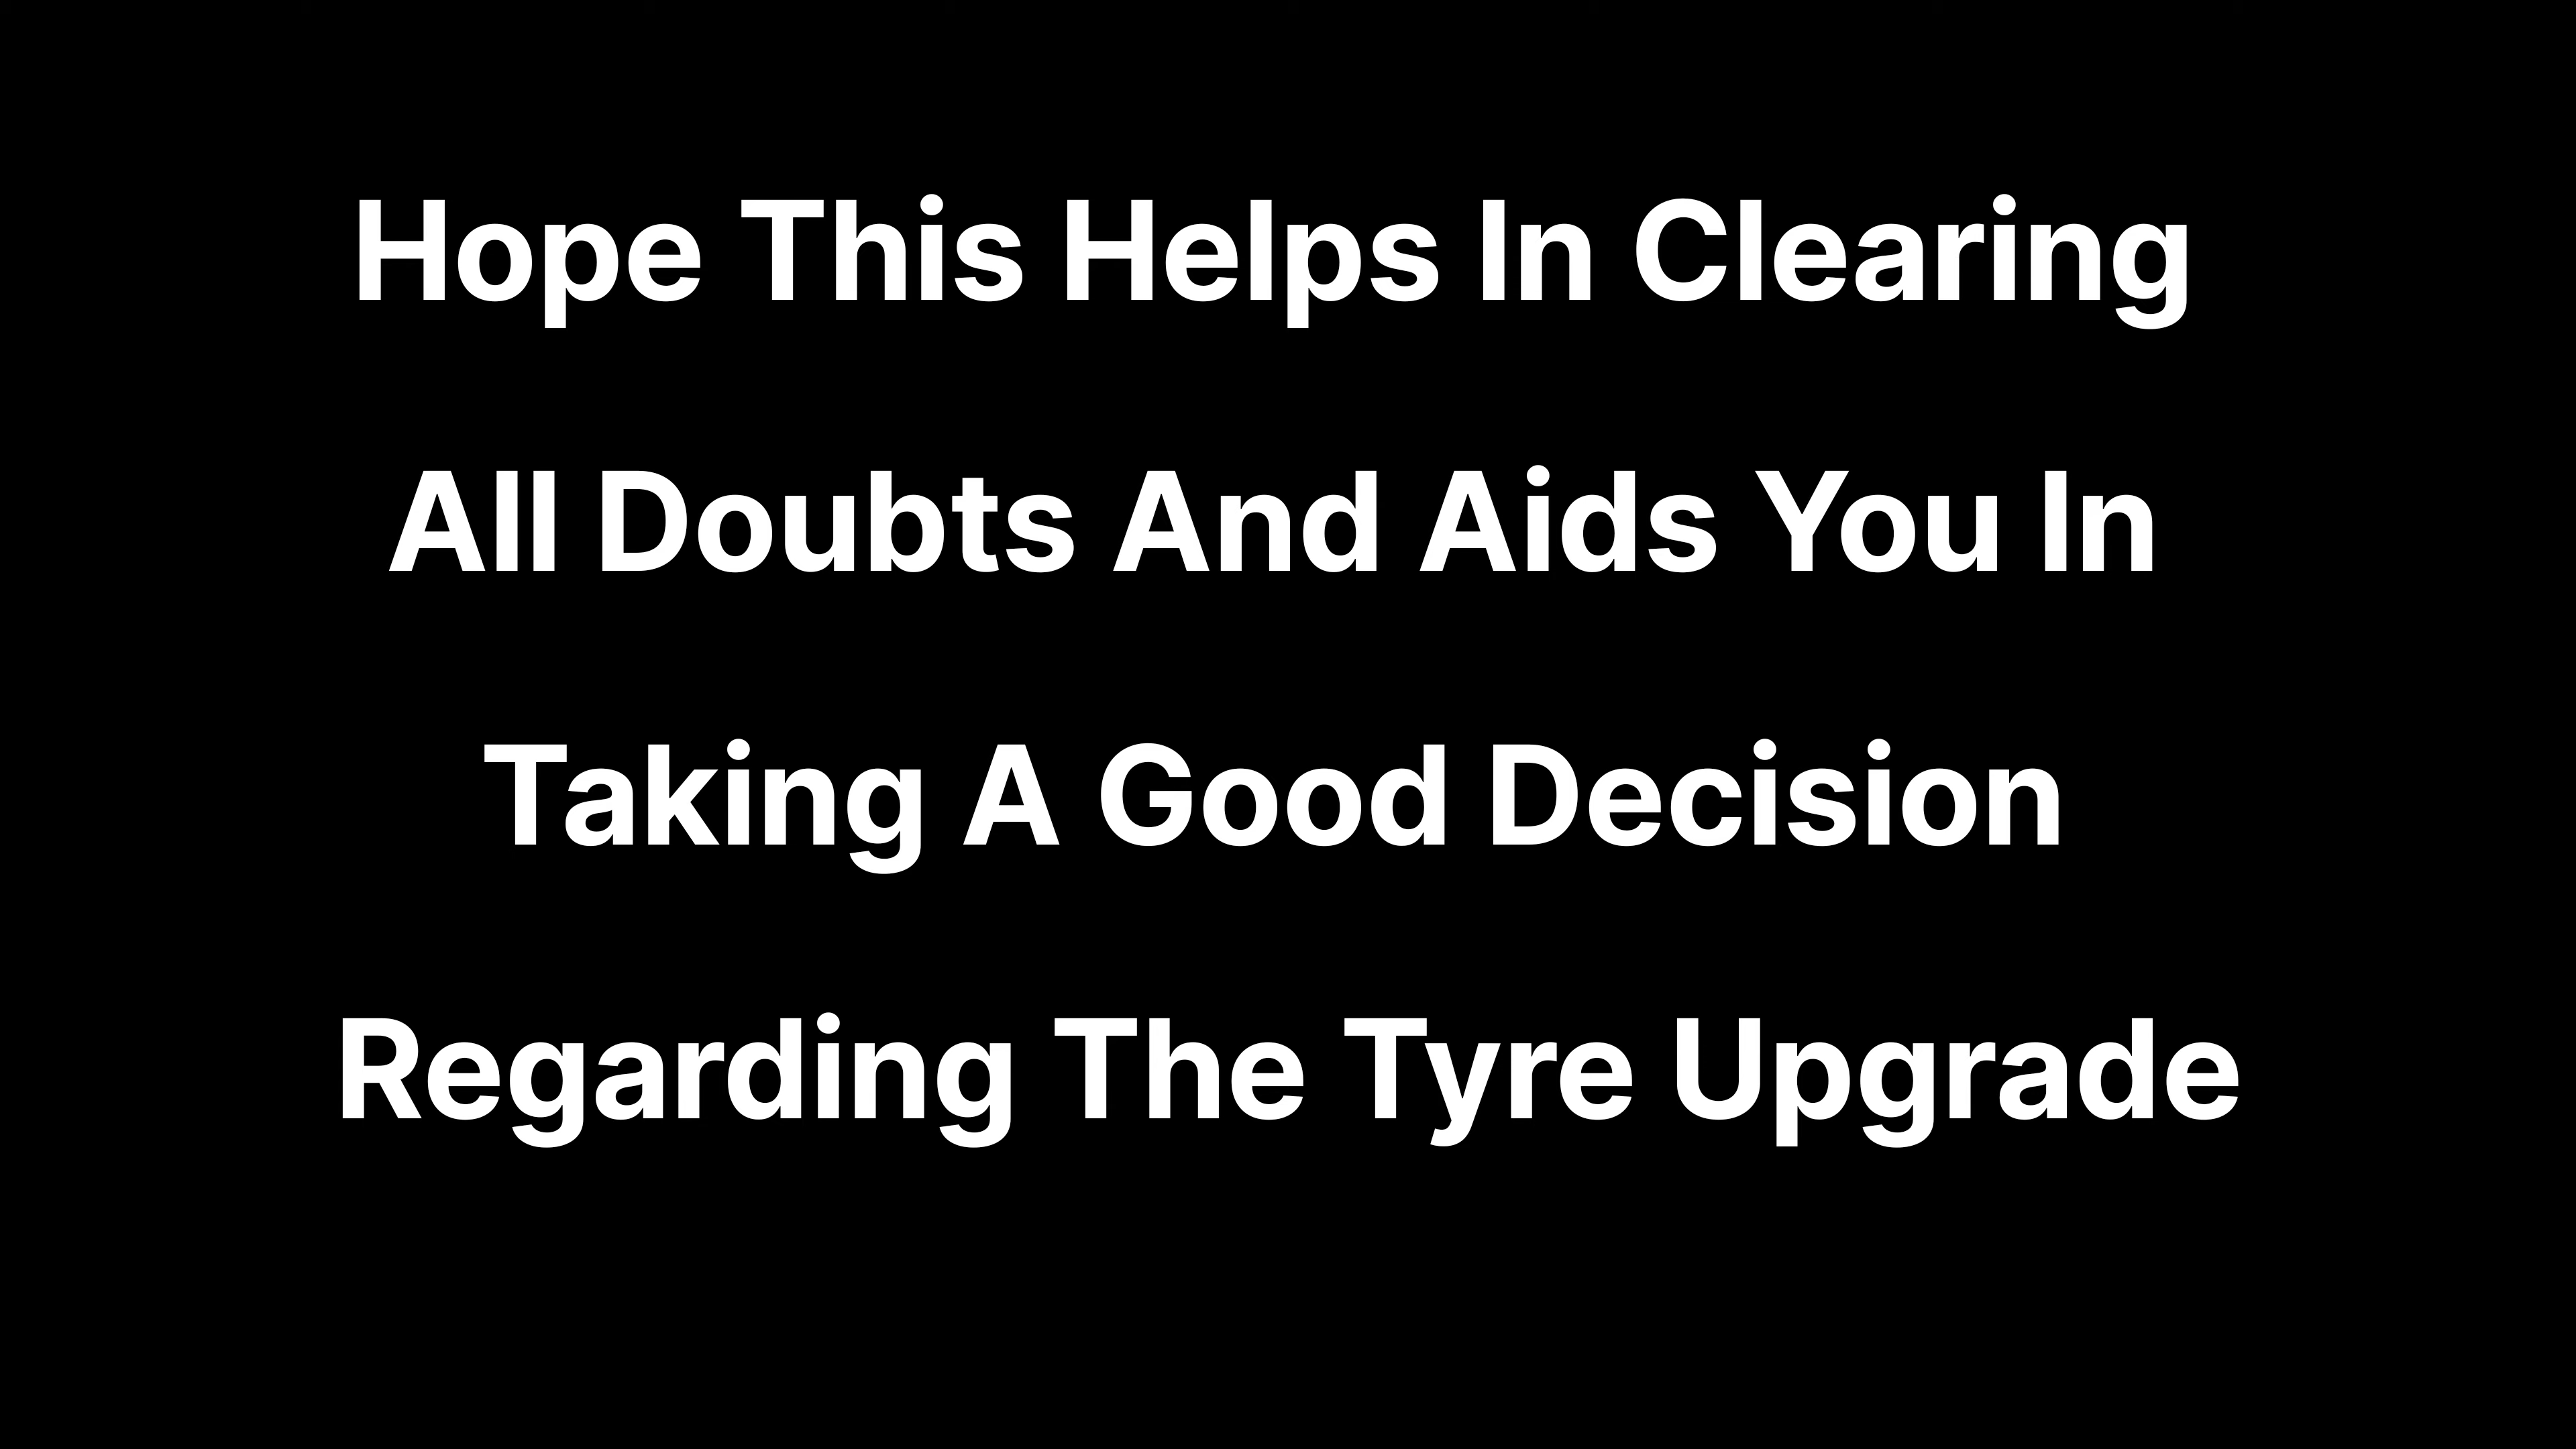 Hope This Helps In Clearing
All Doubts And Aids You In
Taking A Good Decision
Regarding The Tyre Upgrade